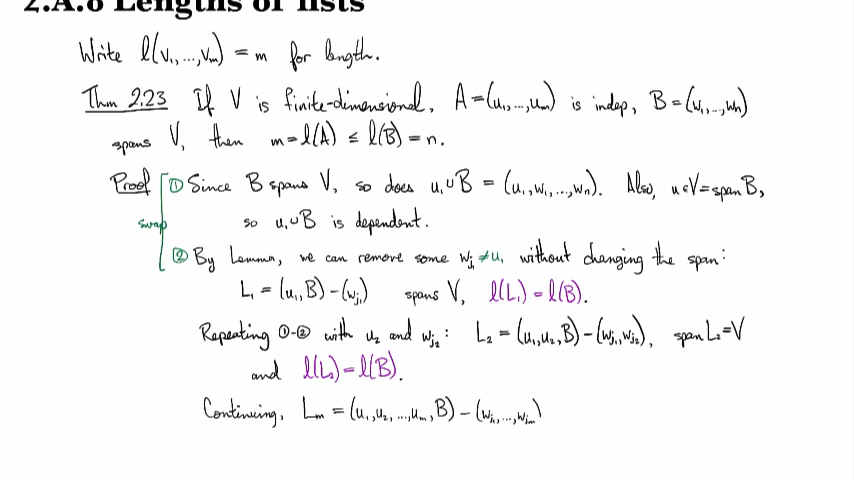 2.A.8 Lengths of lists
Write l(v₁,...,vₘ) = m for length.
Thm 2.23 If V is finite-dimensional, A=(u₁,...,uₘ) is indep, B=(w₁,...,wₙ)
spans V, then m=l(A) ≤ l(B)=n.
Proof ① Since B spans V, so does u₁∪B = (u₁,w₁,...,wₙ). Also, u∈V=span B,
swap so u₁∪B is dependent.
② By Lemma, we can remove some wⱼ₁≠u₁ without changing the span:
L₁ = (u₁,B)-(wⱼ₁) spans V, l(L₁)=l(B).
Repeating ①-② with u₂ and wⱼ₂: L₂ = (u₁,u₂,B)-(wⱼ₁,wⱼ₂), span L₂=V
and l(L₂)=l(B).
Continuing, Lₘ = (u₁,u₂,...,uₘ,B)-(wⱼ₁,...,wⱼₘ)